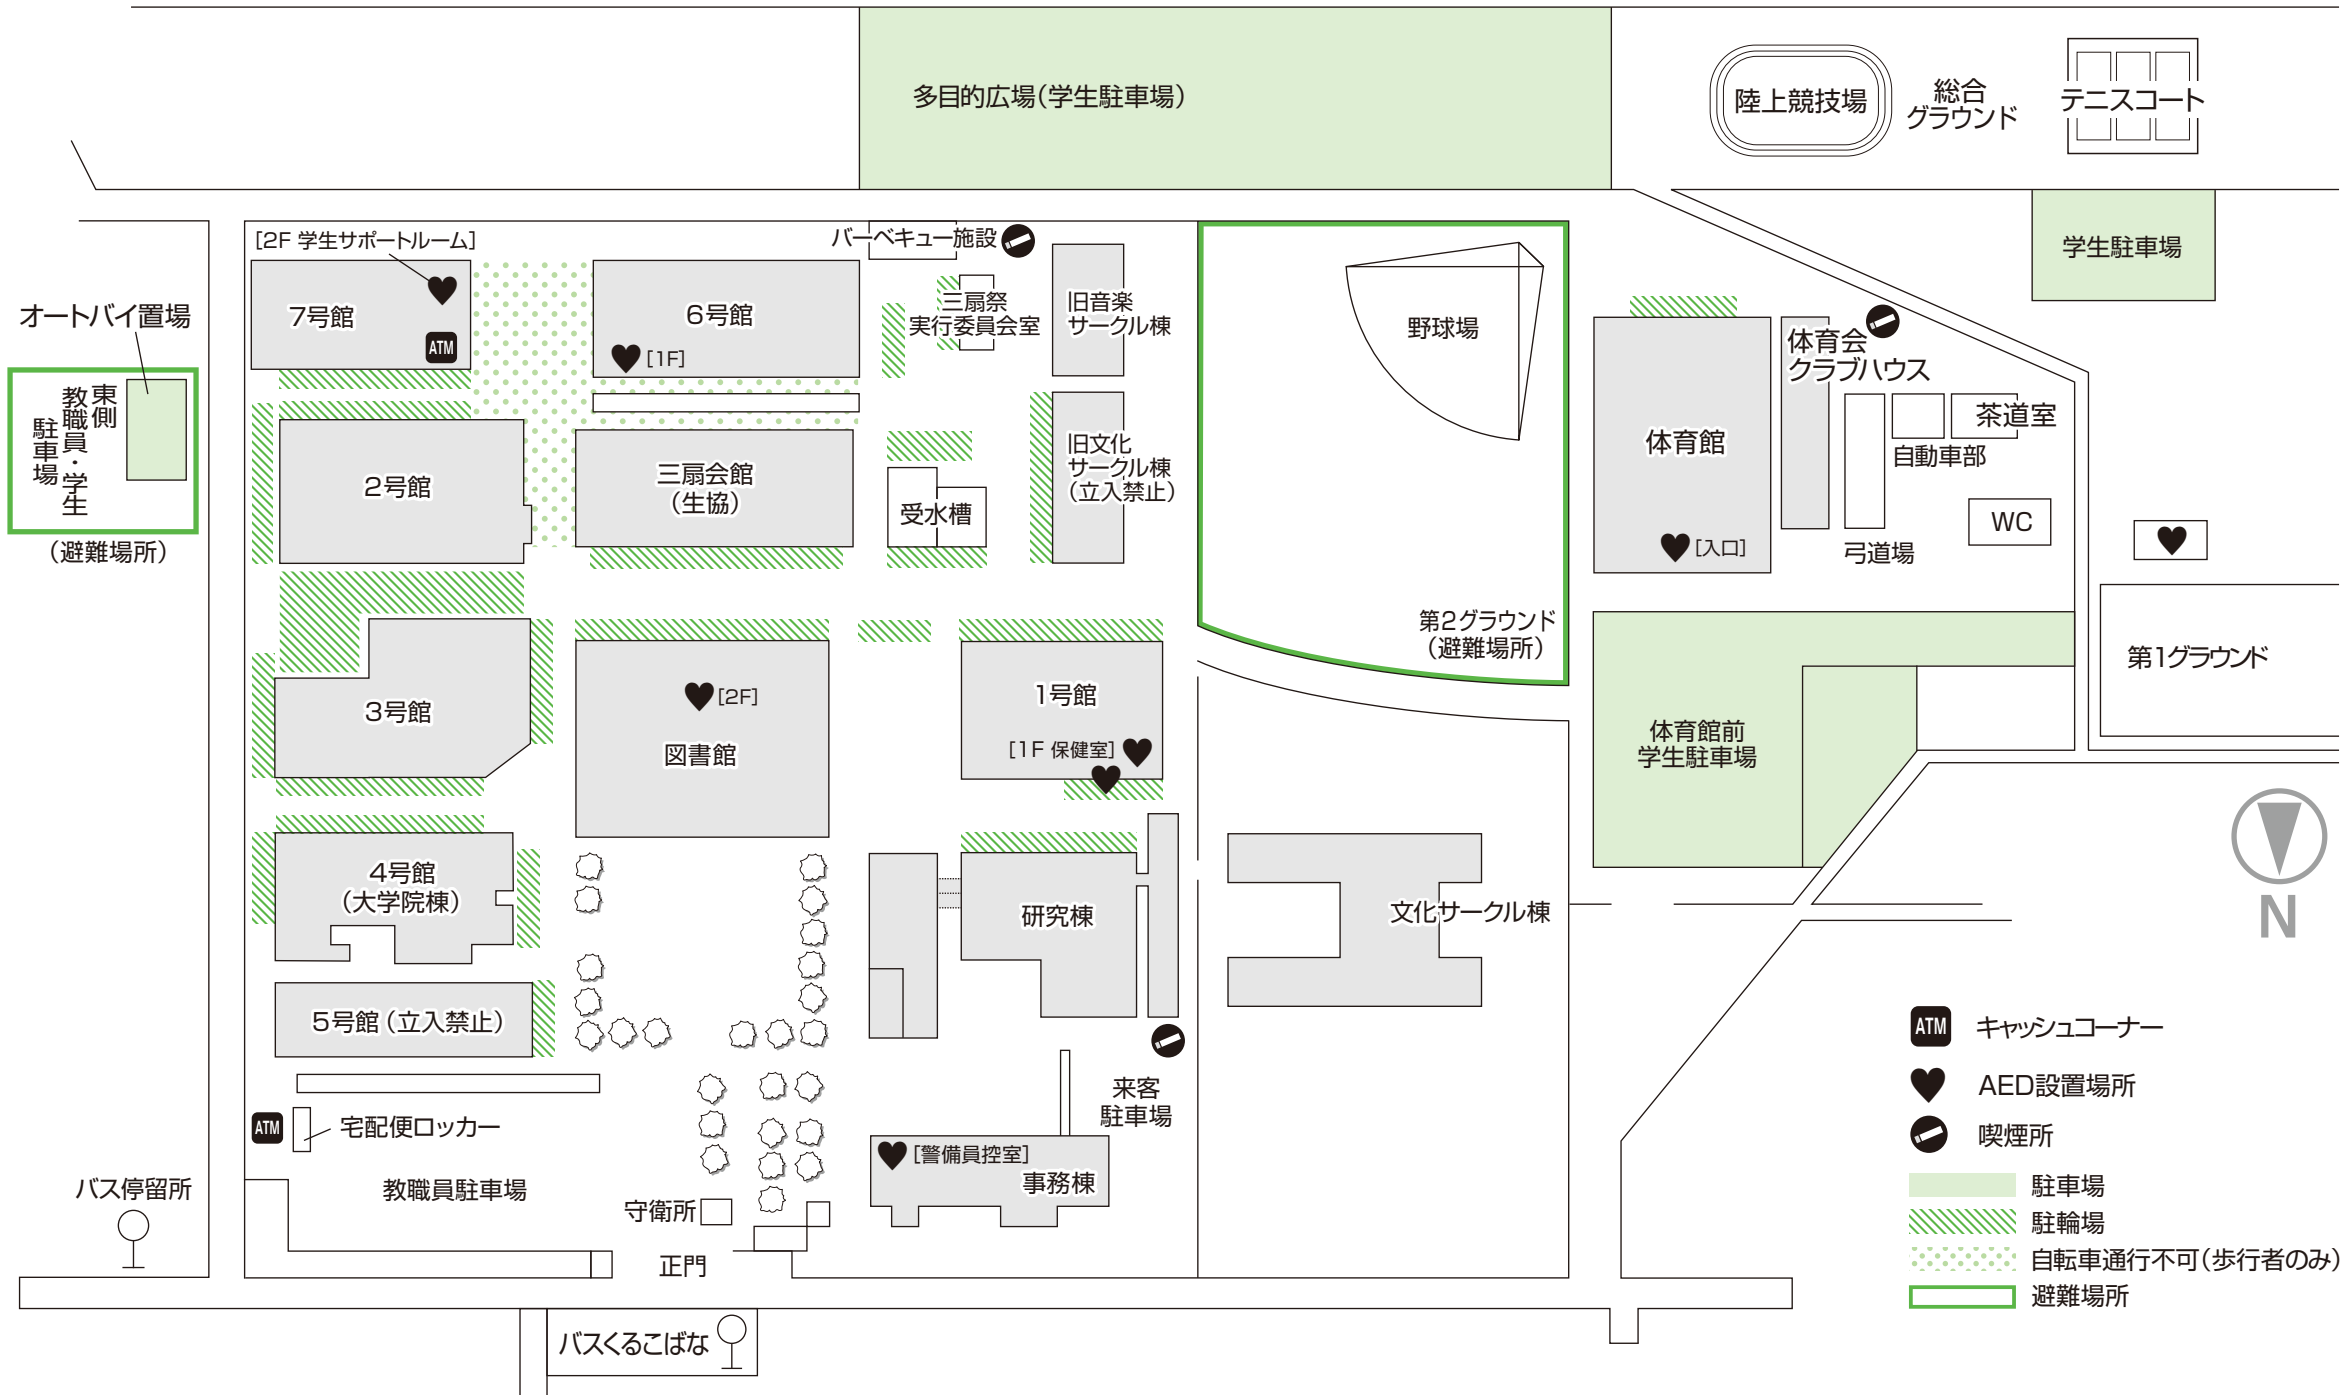 多目的広場(学生駐車場)
陸上競技場
総合
グラウンド
テニスコート
学生駐車場
[2F 学生サポートルーム]
7号館
ATM
オートバイ置場
東側
教職員・学生
駐車場
(避難場所)
6号館
[1F]
バーベキュー施設
三扇祭
実行委員会室
旧音楽
サークル棟
野球場
体育会
クラブハウス
体育館
[入口]
茶道室
自動車部
WC
弓道場
2号館
三扇会館
(生協)
受水槽
旧文化
サークル棟
(立入禁止)
第2グラウンド
(避難場所)
第1グラウンド
3号館
[2F]
図書館
1号館
[1F 保健室]
体育館前
学生駐車場
4号館
(大学院棟)
研究棟
文化サークル棟
N
5号館(立入禁止)
ATM
宅配便ロッカー
来客
駐車場
[警備員控室]
事務棟
バス停留所
教職員駐車場
守衛所
正門
バスくるこばな
ATM キャッシュコーナー
AED設置場所
喫煙所
駐車場
駐輪場
自転車通行不可(歩行者のみ)
避難場所